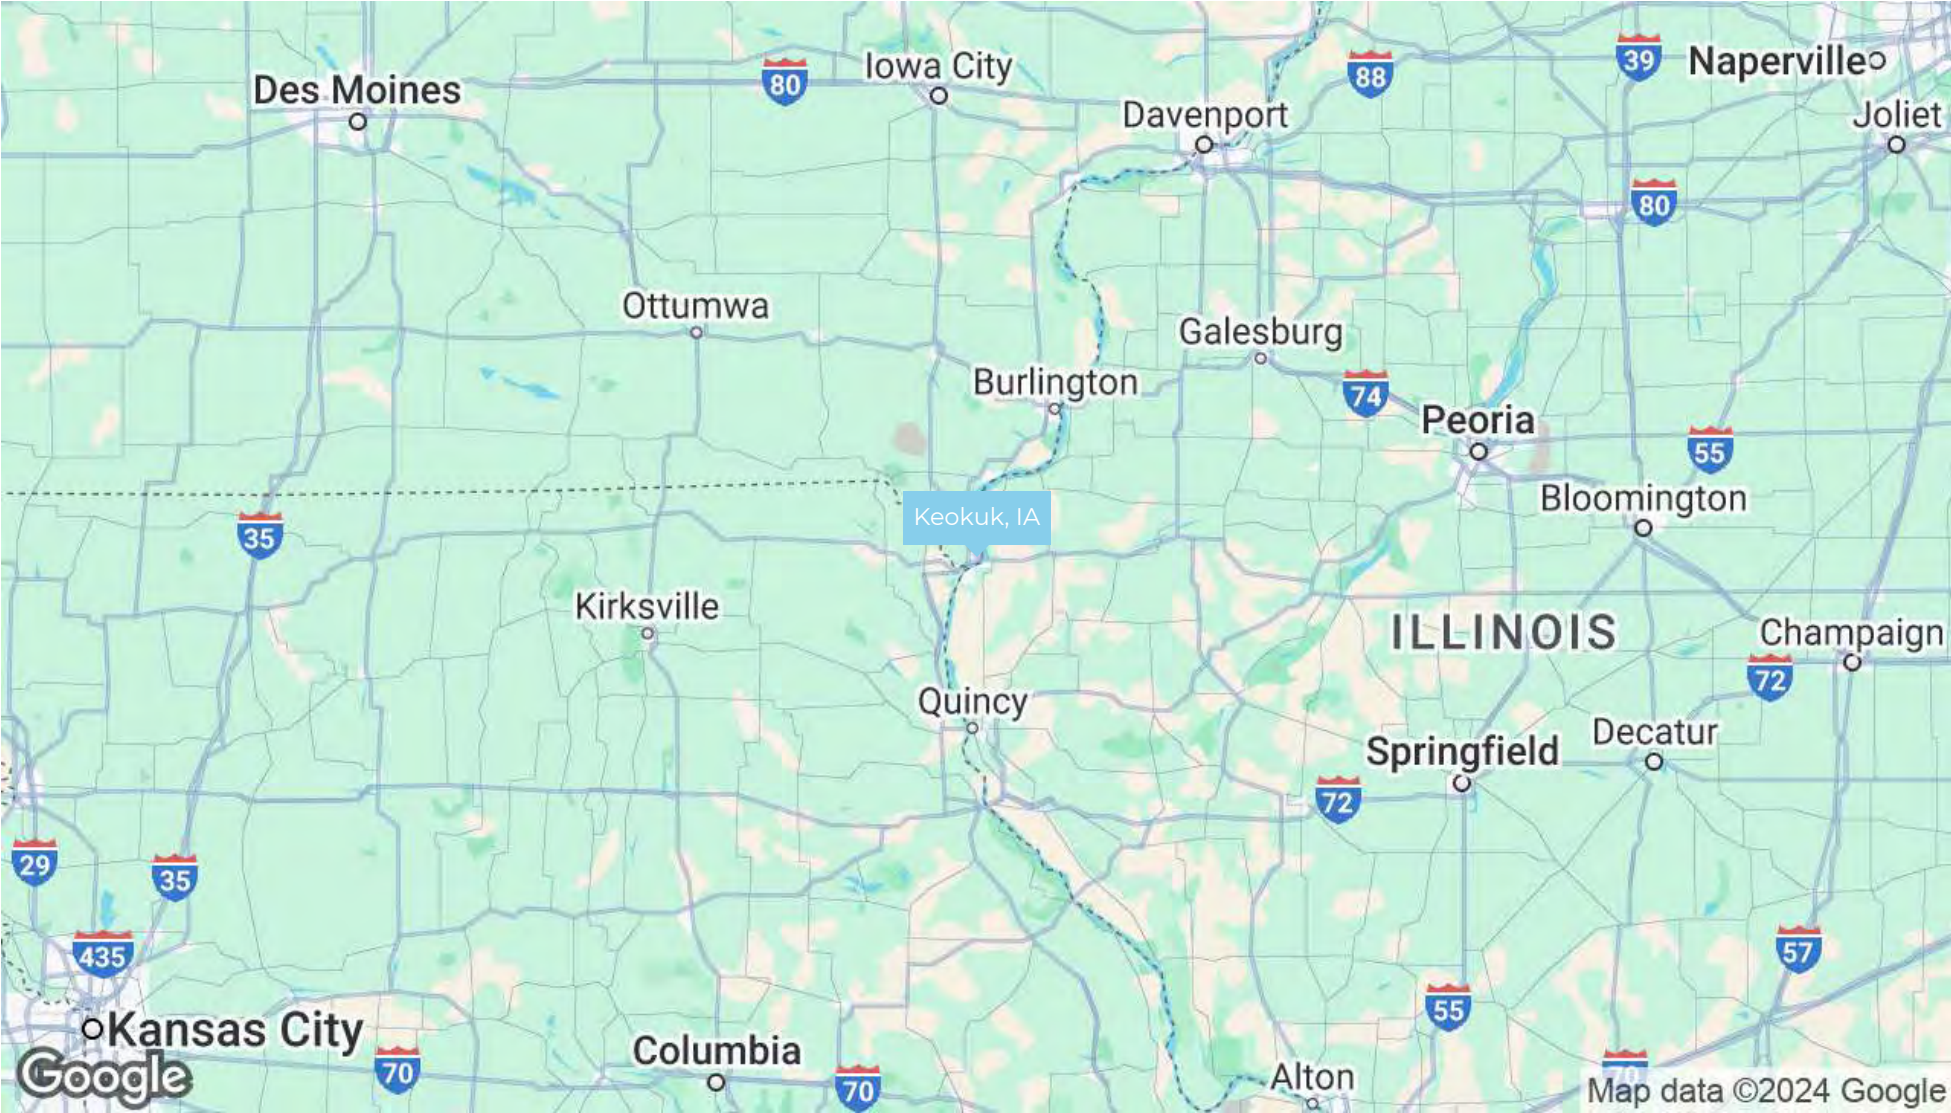 39
Naperville
Iowa City
80
88
Des Moines
Davenport
Joliet
80
Ottumwa
Galesburg
Burlington
74
Peoria
55
Bloomington
Keokuk, IA
35
Kirksville
ILLINOIS
Champaign
72
Quincy
Springfield
Decatur
72
29
35
435
57
55
Kansas City
Columbia
70
70
70
Alton
Google
Map data ©2024 Google